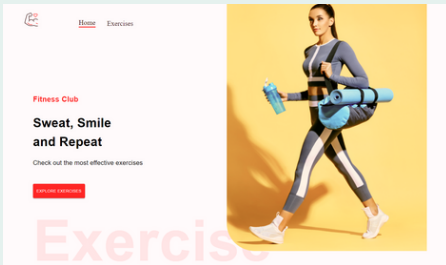 Home Exercises
Fitness Club
Sweat, Smile
and Repeat
Check out the most effective exercises
EXPLORE EXERCISES
Exercise